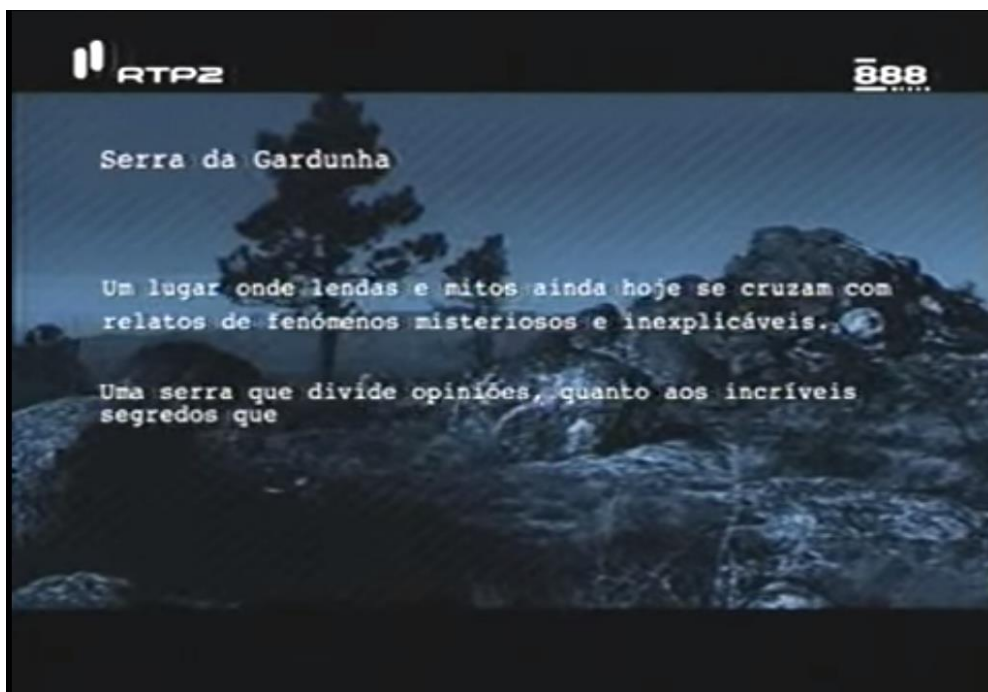 RTP2
888
Serra da Gardunha
Um lugar onde lendas e mitos ainda hoje se cruzam com
relatos de fenómenos misteriosos e inexplicáveis.
Uma serra que divide opiniões, quanto aos incríveis
segredos que